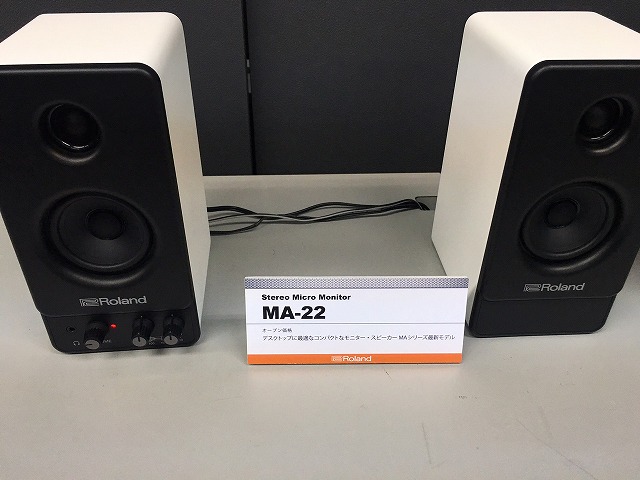 Roland
Roland
Stereo Micro Monitor
MA-22
オープン価格
デスクトップに最適なコンパクトなモニター・スピーカー MAシリーズ最新モデル
Roland